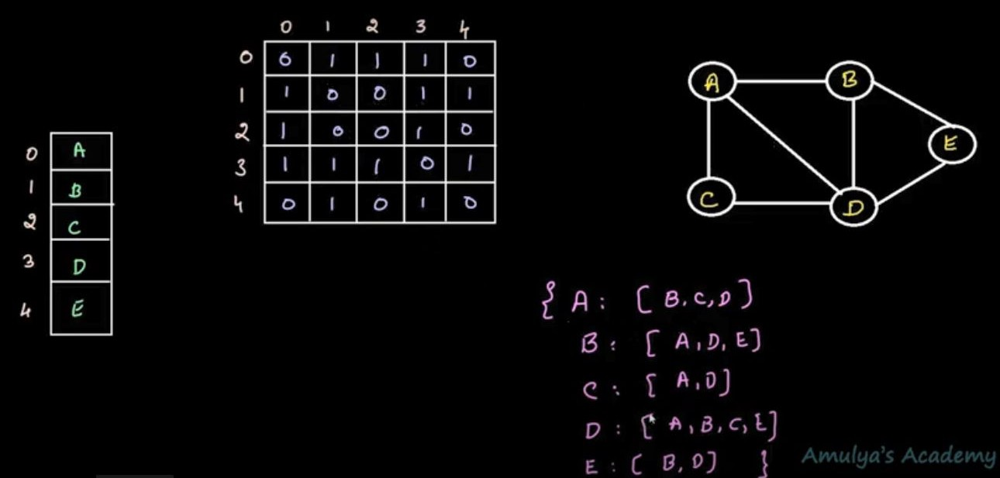 0 1 2 3 4
0 0 1 1 1 0
1 1 0 0 1 1
2 1 0 0 1 0
3 1 1 1 0 1
4 0 1 0 1 0
0 A
1 B
2 C
3 D
4 E
A B
E
C D
{ A : [ B, C, D ]
B : [ A, D, E ]
C : [ A, D ]
D : [ A, B, C, E ]
E : [ B, D ] }
Amulya's Academy